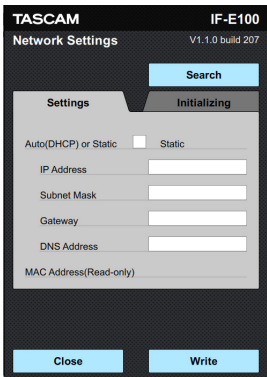 TASCAM IF-E100
Network Settings V1.1.0 build 207
Search
Settings Initializing
Auto(DHCP) or Static Static
IP Address
Subnet Mask
Gateway
DNS Address
MAC Address(Read-only)
Close Write